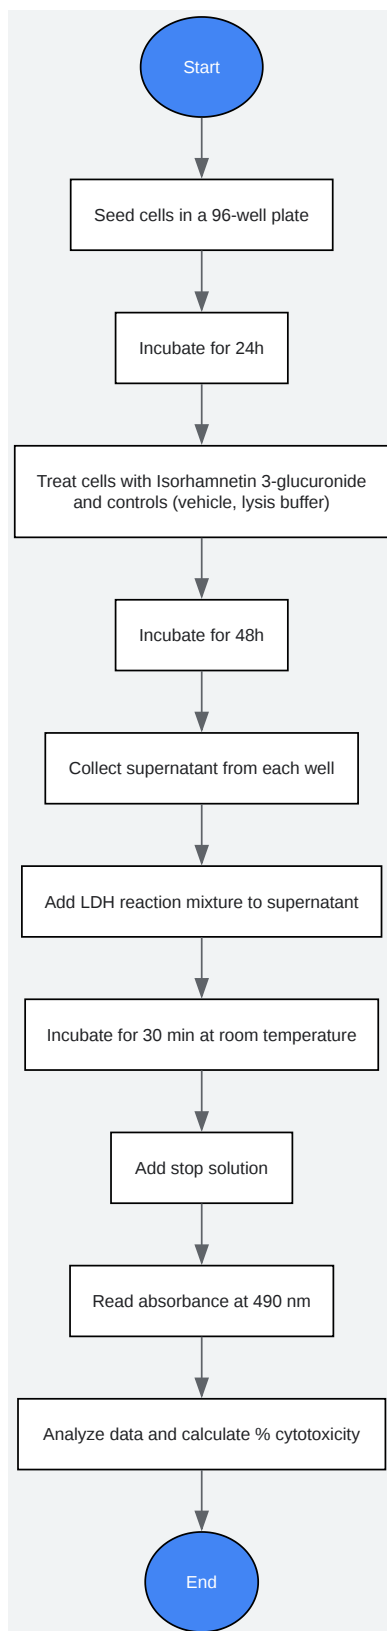 Start
Seed cells in a 96-well plate
Incubate for 24h
Treat cells with Isorhamnetin 3-glucuronide
and controls (vehicle, lysis buffer)
Incubate for 48h
Collect supernatant from each well
Add LDH reaction mixture to supernatant
Incubate for 30 min at room temperature
Add stop solution
Read absorbance at 490 nm
Analyze data and calculate % cytotoxicity
End